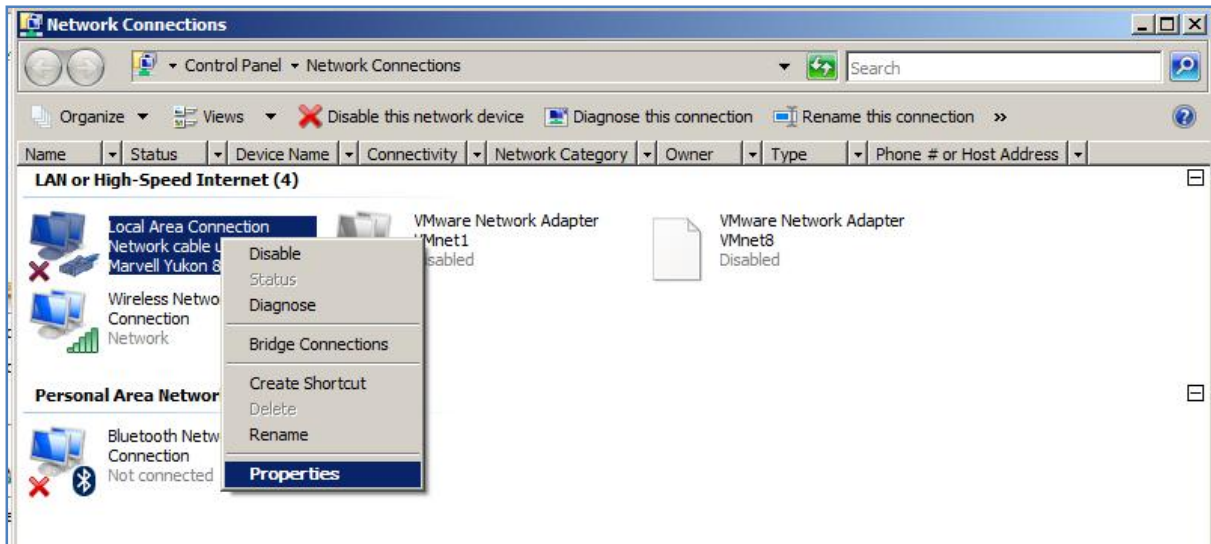 Network Connections
Control Panel Network Connections
Search
Organize Views Disable this network device Diagnose this connection Rename this connection »
Name Status Device Name Connectivity Network Category Owner Type Phone # or Host Address
LAN or High-Speed Internet (4)
Local Area Connection
Network cable
Marvell Yukon 8
VMware Network Adapter
VMnet1
Disabled
VMware Network Adapter
VMnet8
Disabled
Wireless
Connection
Network
Personal Area
Bluetooth
Connection
Not connected
Disable
Status
Diagnose
Bridge Connections
Create Shortcut
Delete
Rename
Properties